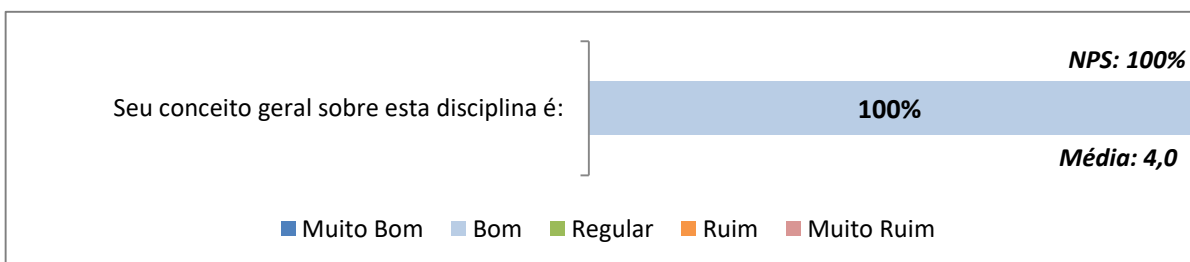 NPS: 100%
Seu conceito geral sobre esta disciplina é:
100%
Média: 4,0
Muito Bom Bom Regular Ruim Muito Ruim